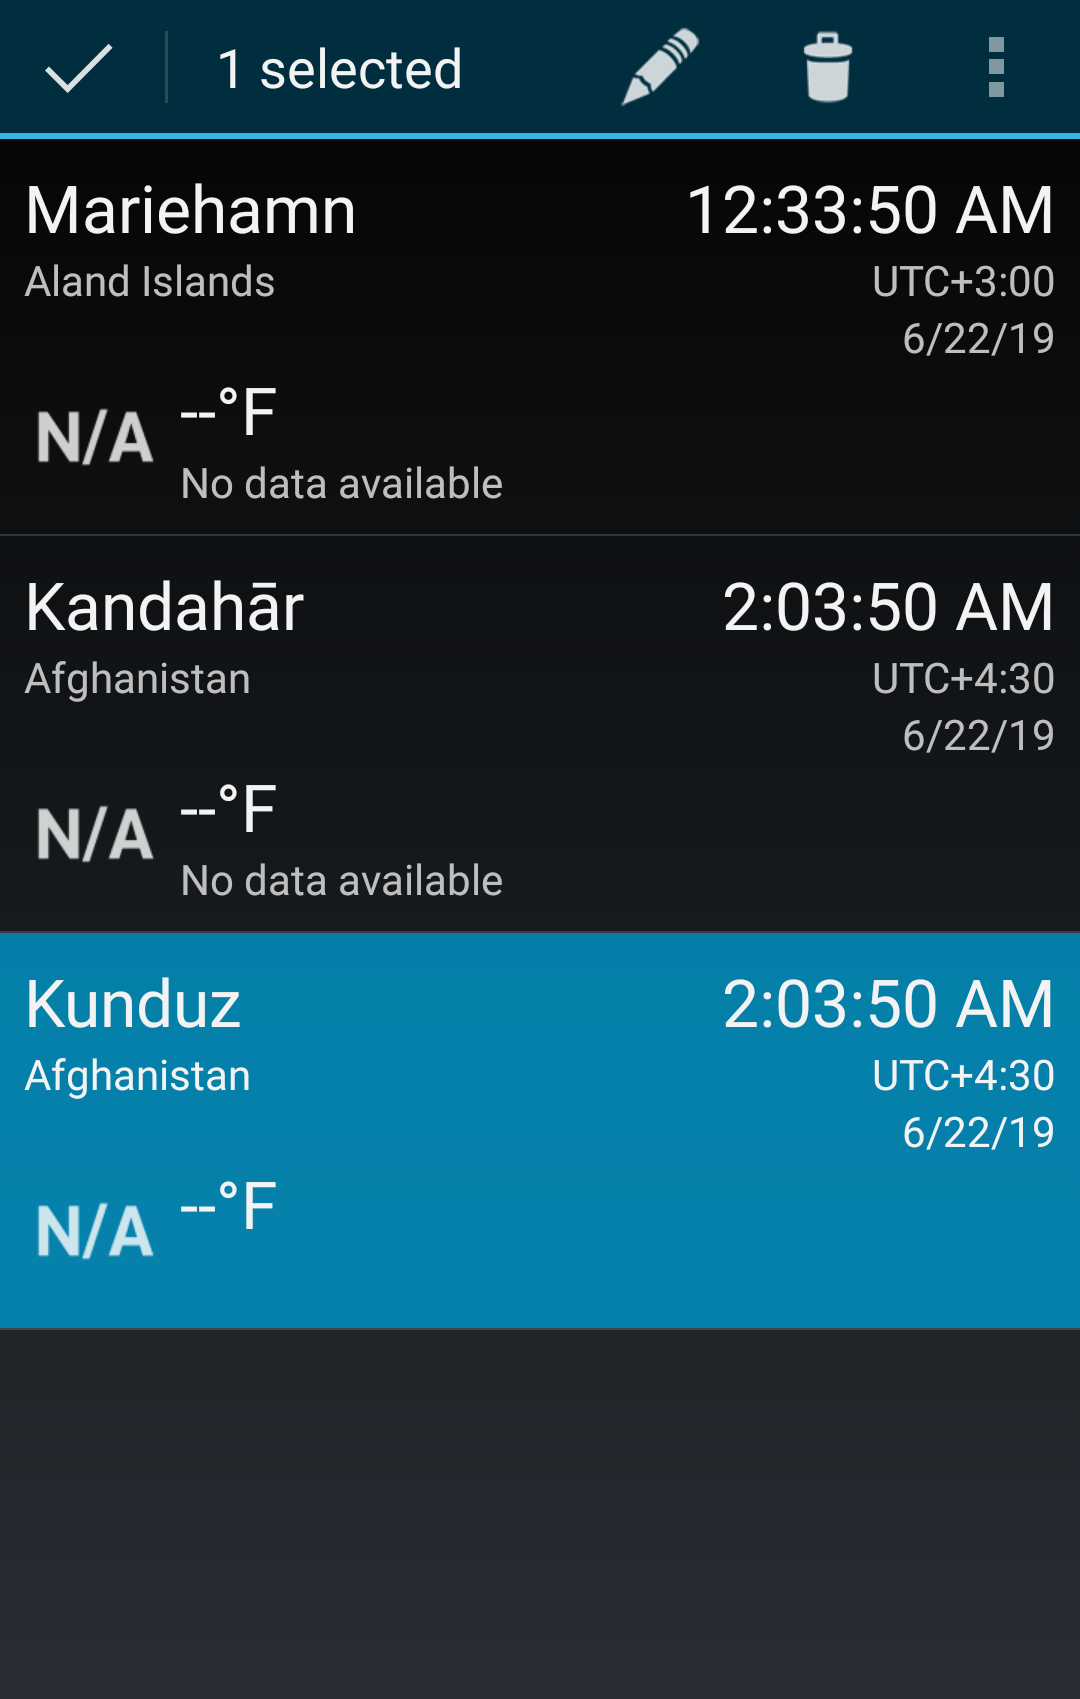 1 selected
Mariehamn 12:33:50 AM
Aland Islands UTC+3:00
6/22/19
N/A --°F
No data available
Kandahār 2:03:50 AM
Afghanistan UTC+4:30
6/22/19
N/A --°F
No data available
Kunduz 2:03:50 AM
Afghanistan UTC+4:30
6/22/19
N/A --°F